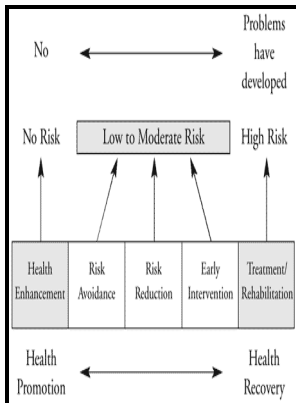 No
Problems
have
developed
No Risk
Low to Moderate Risk
High Risk
Health
Enhancement
Risk
Avoidance
Risk
Reduction
Early
Intervention
Treatment/
Rehabilitation
Health
Promotion
Health
Recovery